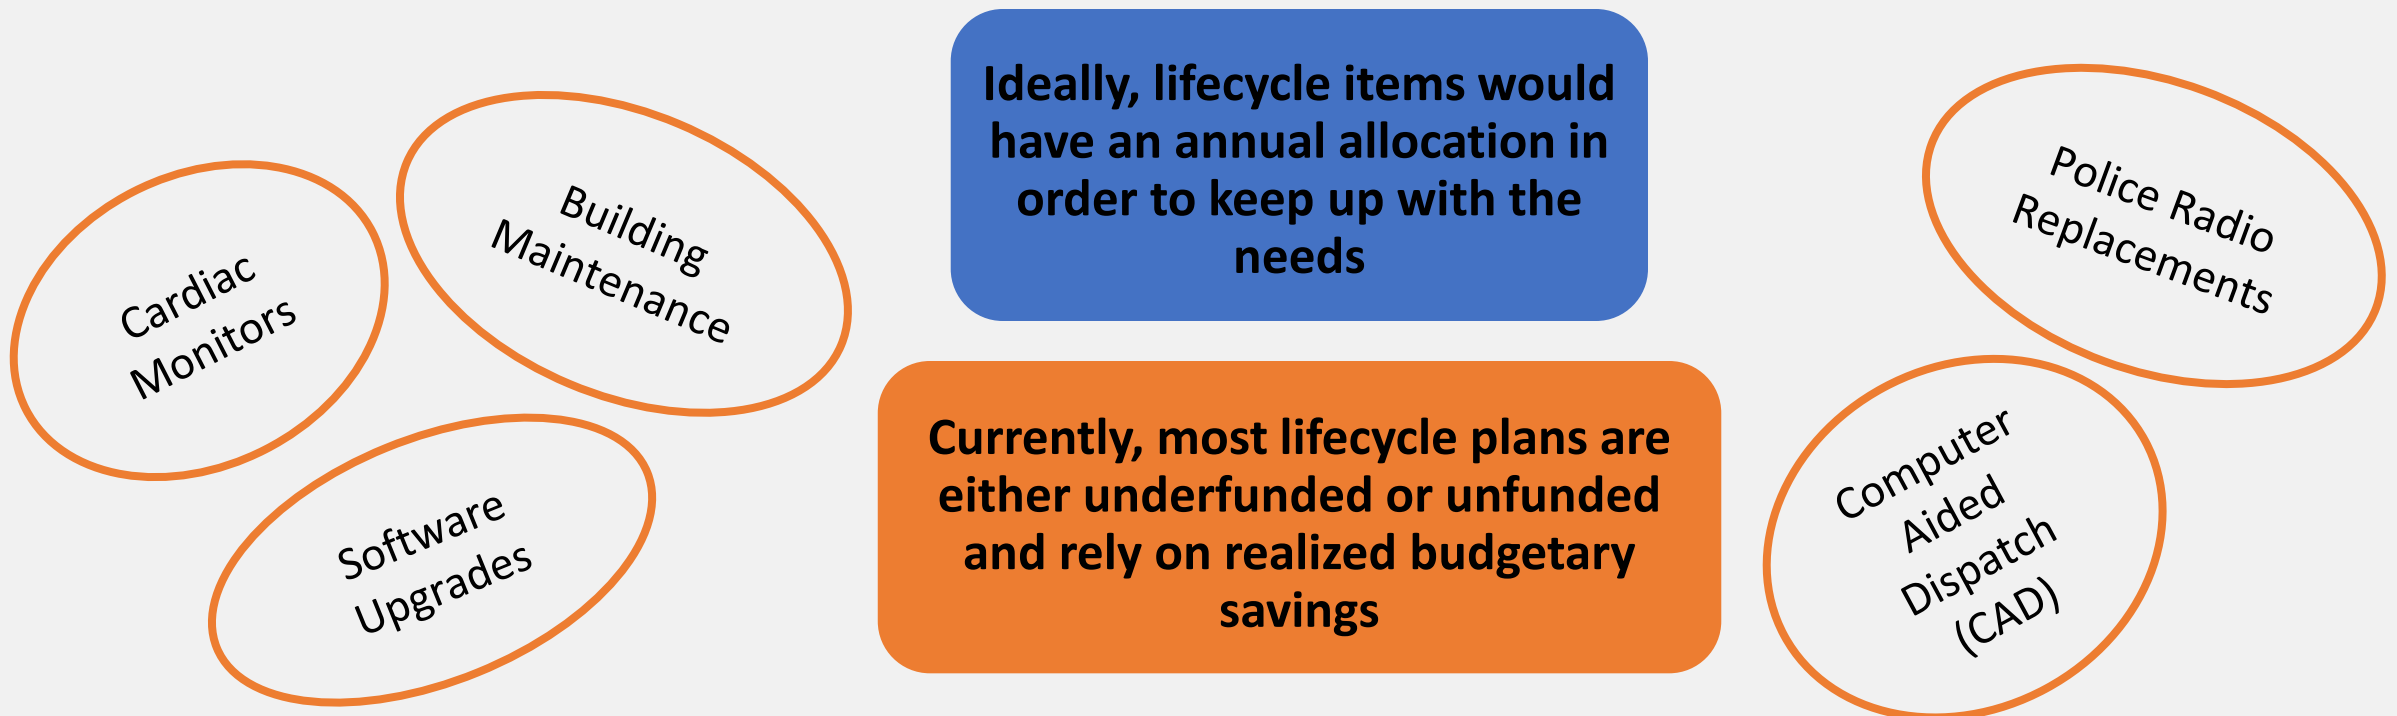 Cardiac
Monitors
Building
Maintenance
Software
Upgrades
Ideally, lifecycle items would
have an annual allocation in
order to keep up with the
needs
Currently, most lifecycle plans are
either underfunded or unfunded
and rely on realized budgetary
savings
Police Radio
Replacements
Computer
Aided
Dispatch
(CAD)